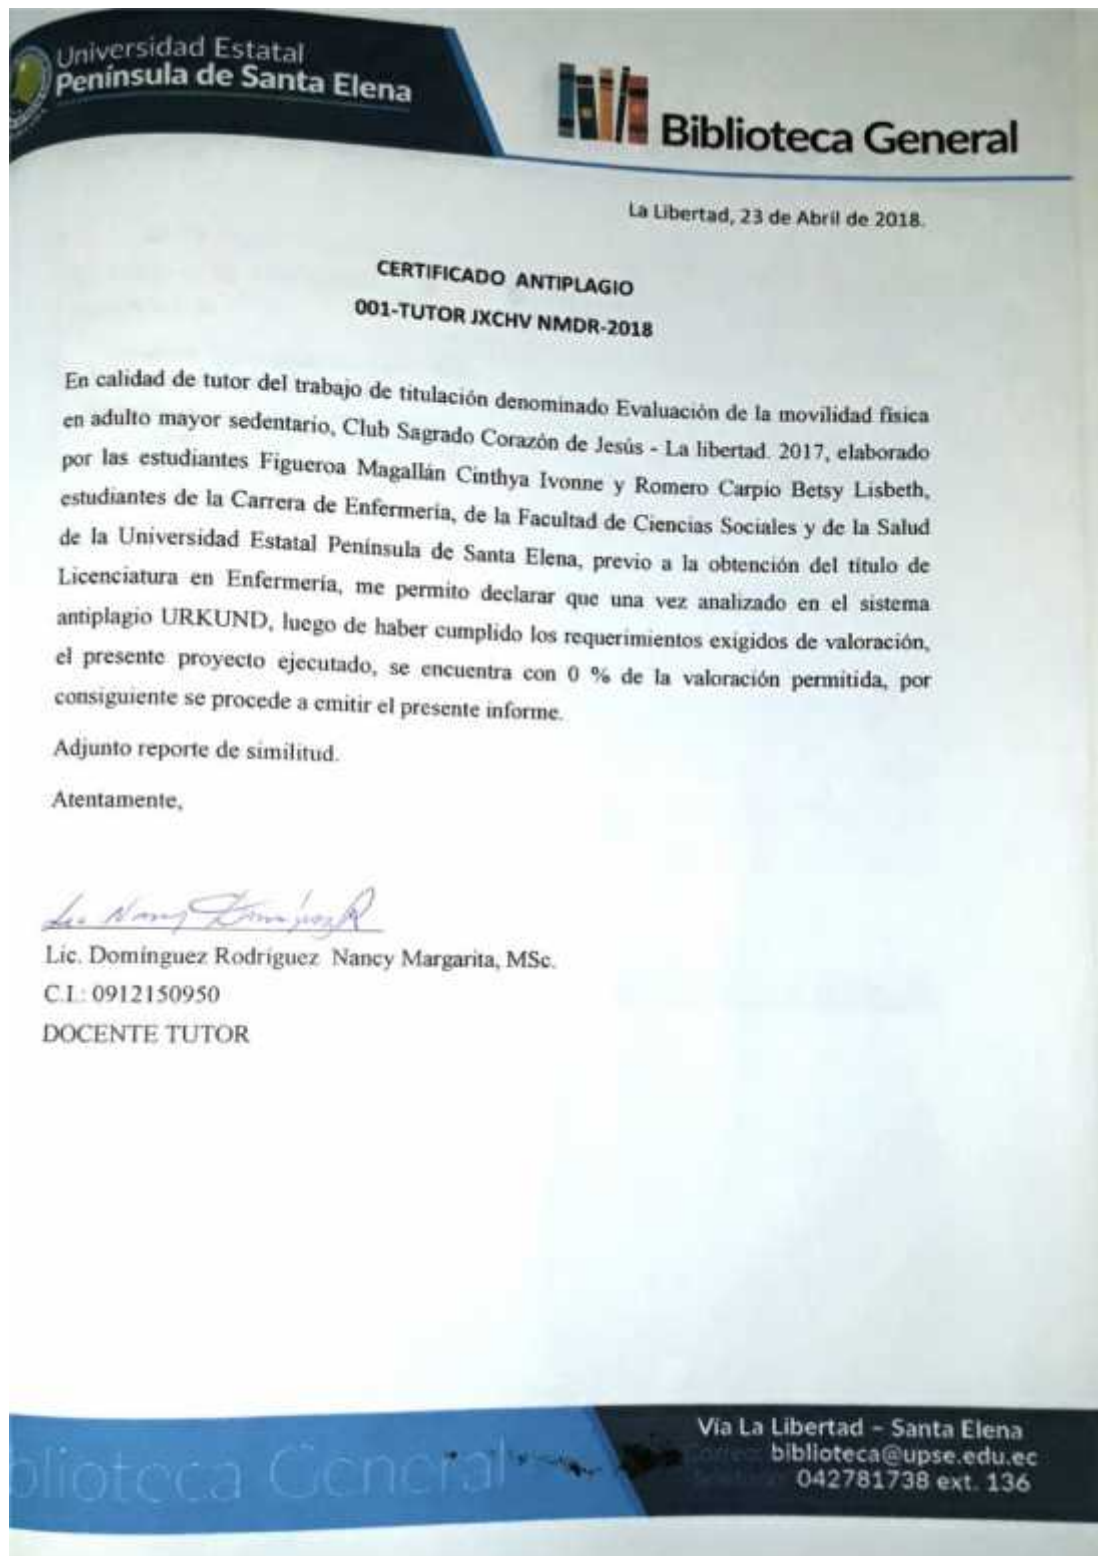 Universidad Estatal
Península de Santa Elena
Biblioteca General
La Libertad, 23 de Abril de 2018.
CERTIFICADO ANTIPLAGIO
001-TUTOR JXCHV NMDR-2018
En calidad de tutor del trabajo de titulación denominado Evaluación de la movilidad física
en adulto mayor sedentario, Club Sagrado Corazón de Jesús - La libertad. 2017, elaborado
por las estudiantes Figueroa Magallán Cinthya Ivonne y Romero Carpio Betsy Lisbeth,
estudiantes de la Carrera de Enfermería, de la Facultad de Ciencias Sociales y de la Salud
de la Universidad Estatal Península de Santa Elena, previo a la obtención del título de
Licenciatura en Enfermería, me permito declarar que una vez analizado en el sistema
antiplagio URKUND, luego de haber cumplido los requerimientos exigidos de valoración,
el presente proyecto ejecutado, se encuentra con 0 % de la valoración permitida, por
consiguiente se procede a emitir el presente informe.
Adjunto reporte de similitud.
Atentamente,
Lic. Domínguez Rodríguez Nancy Margarita, MSc.
C.I.: 0912150950
DOCENTE TUTOR
Vía La Libertad – Santa Elena
biblioteca@upse.edu.ec
042781738 ext. 136
blioteca General